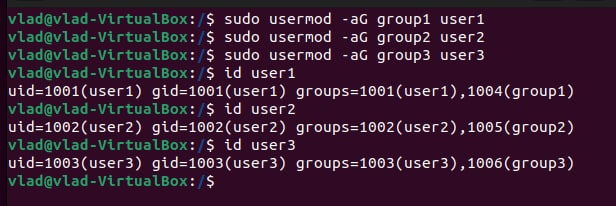 vlad@vlad-VirtualBox:/$ sudo usermod -aG group1 user1
vlad@vlad-VirtualBox:/$ sudo usermod -aG group2 user2
vlad@vlad-VirtualBox:/$ sudo usermod -aG group3 user3
vlad@vlad-VirtualBox:/$ id user1
uid=1001(user1) gid=1001(user1) groups=1001(user1),1004(group1)
vlad@vlad-VirtualBox:/$ id user2
uid=1002(user2) gid=1002(user2) groups=1002(user2),1005(group2)
vlad@vlad-VirtualBox:/$ id user3
uid=1003(user3) gid=1003(user3) groups=1003(user3),1006(group3)
vlad@vlad-VirtualBox:/$